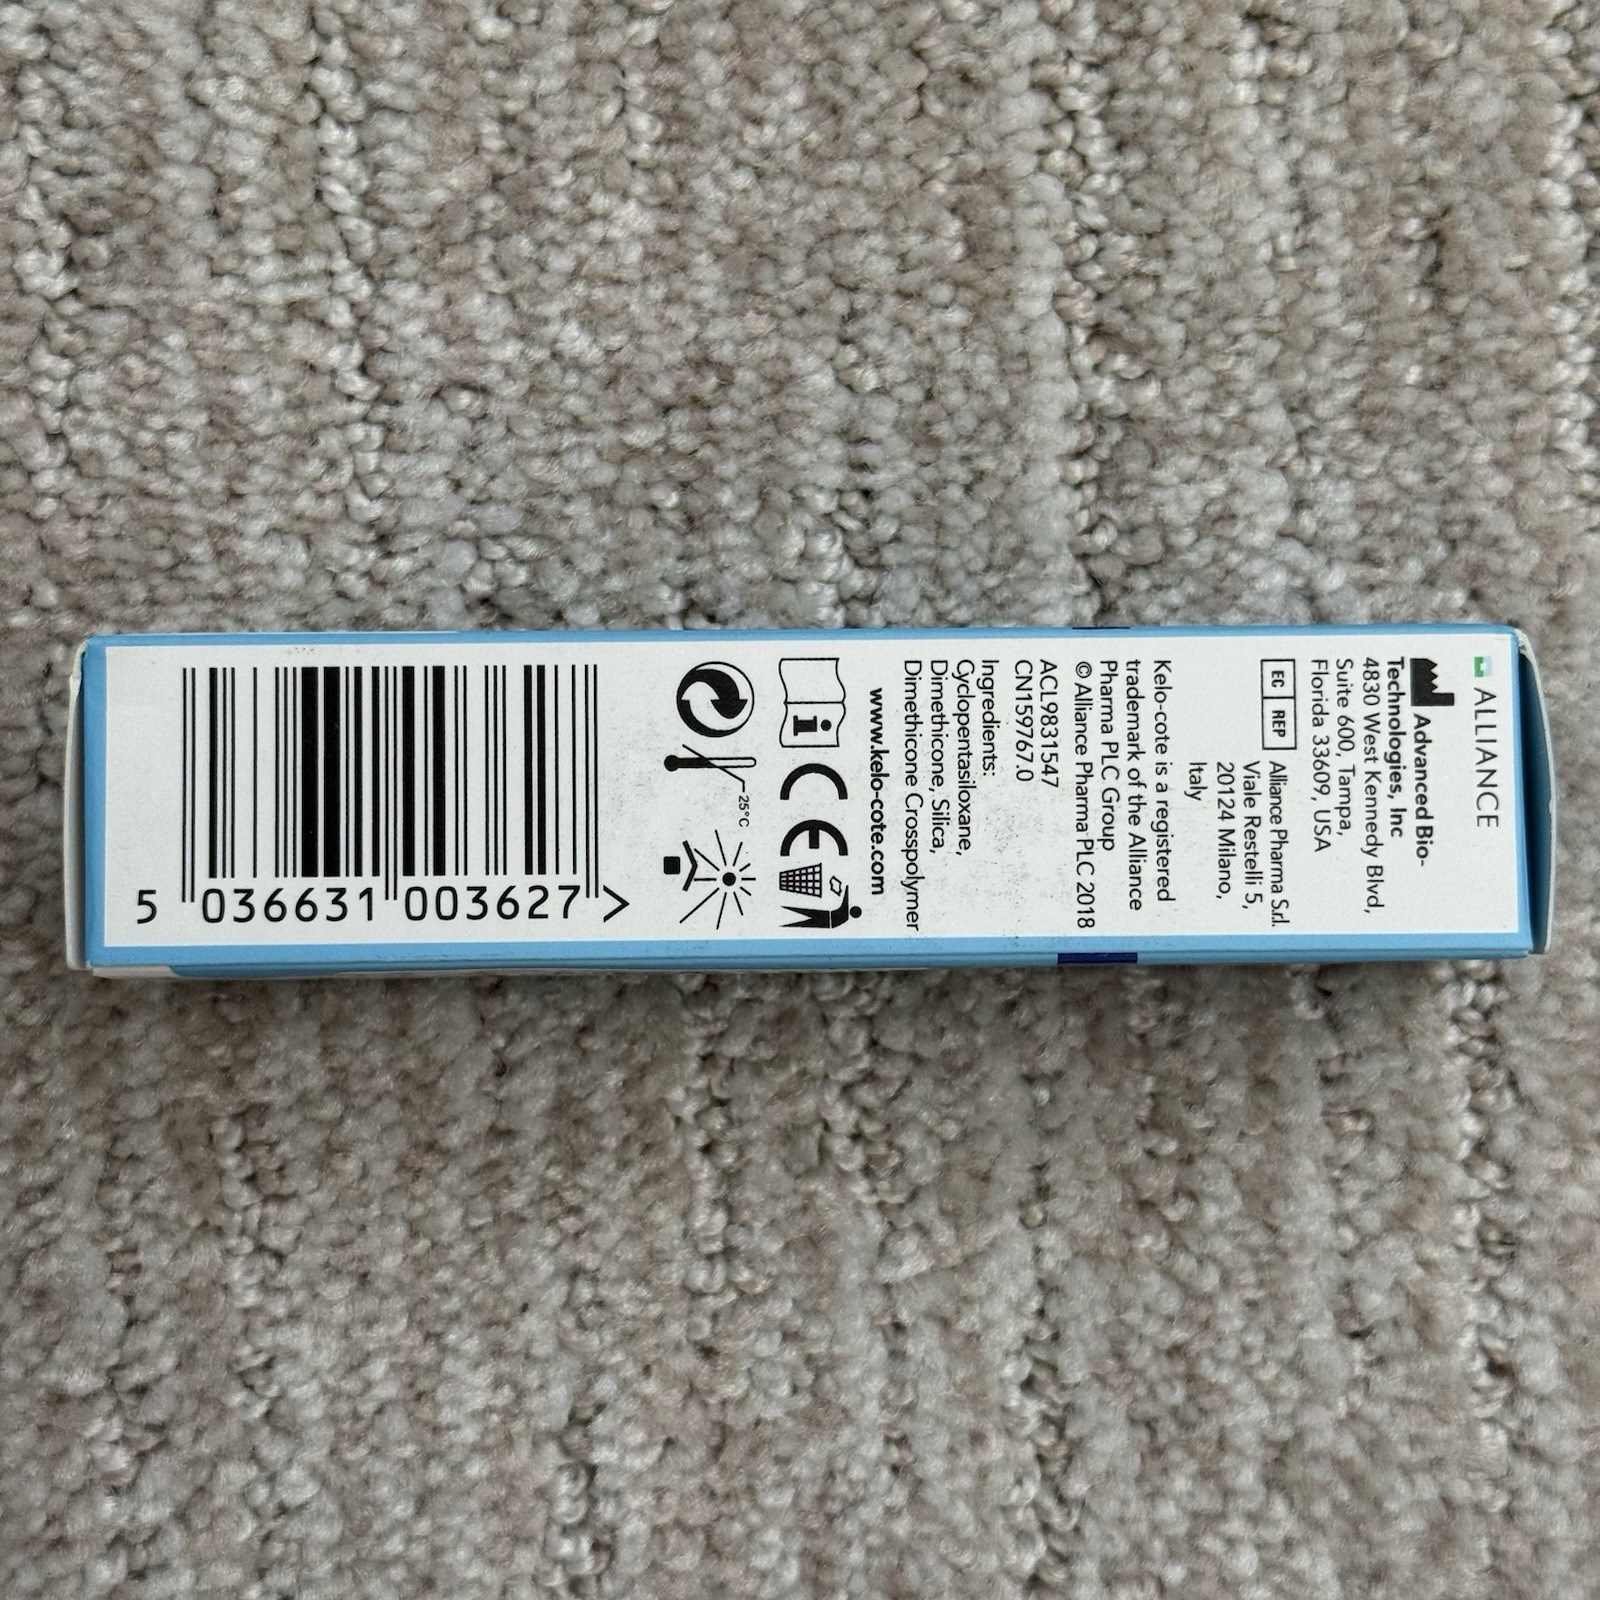 ALLIANCE
Advanced Bio-
Technologies, Inc
4830 West Kennedy Blvd,
Suite 600, Tampa,
Florida 33609, USA
EC REP
Alliance Pharma S.r.l.
Viale Restelli 5,
20124 Milano,
Italy
Kelo-cote is a registered
trademark of the Alliance
Pharma PLC Group
© Alliance Pharma PLC 2018
ACL9831547
CN159767.0
Ingredients:
Cyclopentasiloxane,
Dimethicone, Silica,
Dimethicone Crosspolymer
www.kelo-cote.com
i CE
25°C
5 036631 003627 >